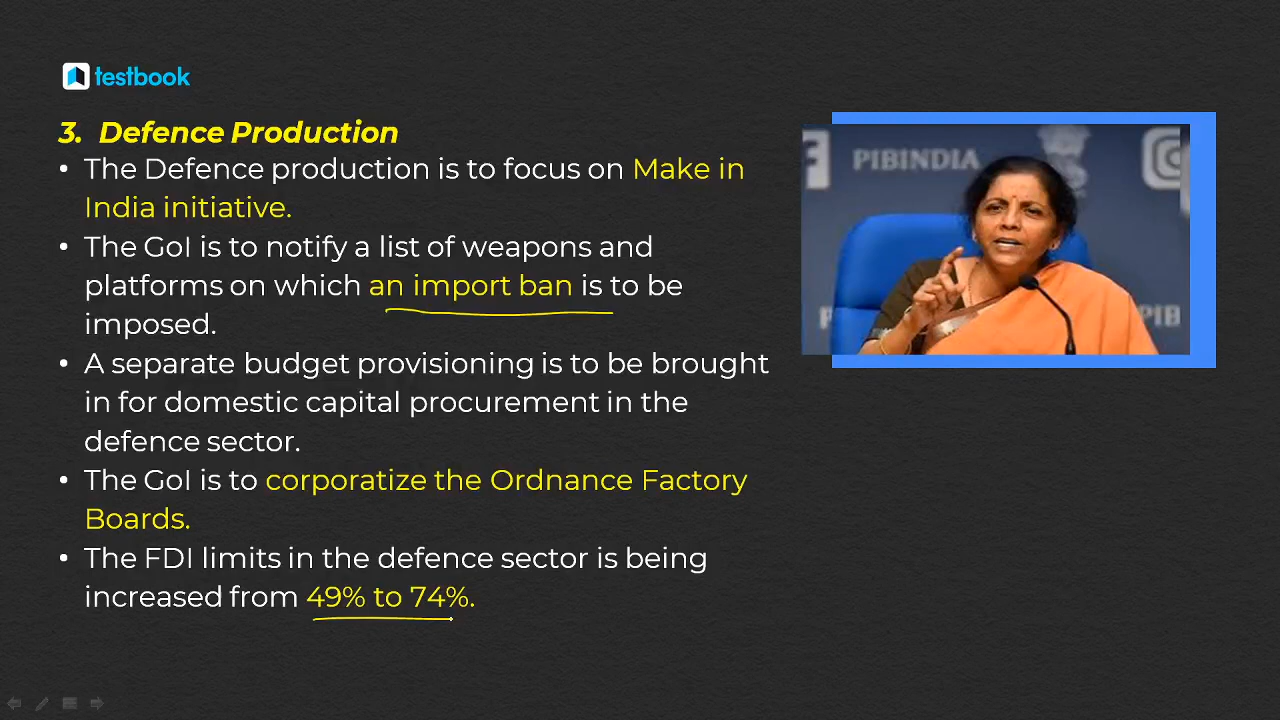 testbook
3. Defence Production
• The Defence production is to focus on Make in
India initiative.
• The GoI is to notify a list of weapons and
platforms on which an import ban is to be
imposed.
• A separate budget provisioning is to be brought
in for domestic capital procurement in the
defence sector.
• The GoI is to corporatize the Ordnance Factory
Boards.
• The FDI limits in the defence sector is being
increased from 49% to 74%.
PIBINDIA
PIB